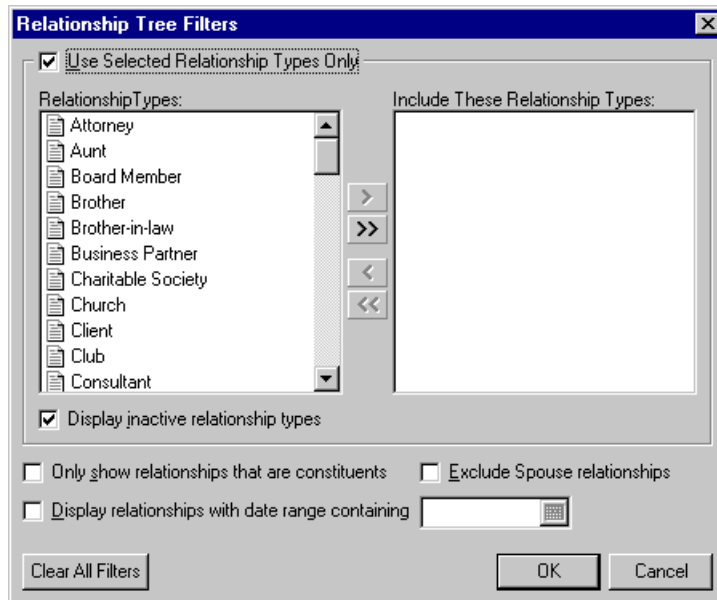 Relationship Tree Filters
Use Selected Relationship Types Only
RelationshipTypes:
Include These Relationship Types:
Attorney
Aunt
Board Member
Brother
Brother-in-law
Business Partner
Charitable Society
Church
Client
Club
Consultant
>
>>
<
<<
Display inactive relationship types
Only show relationships that are constituents
Exclude Spouse relationships
Display relationships with date range containing
Clear All Filters
OK
Cancel